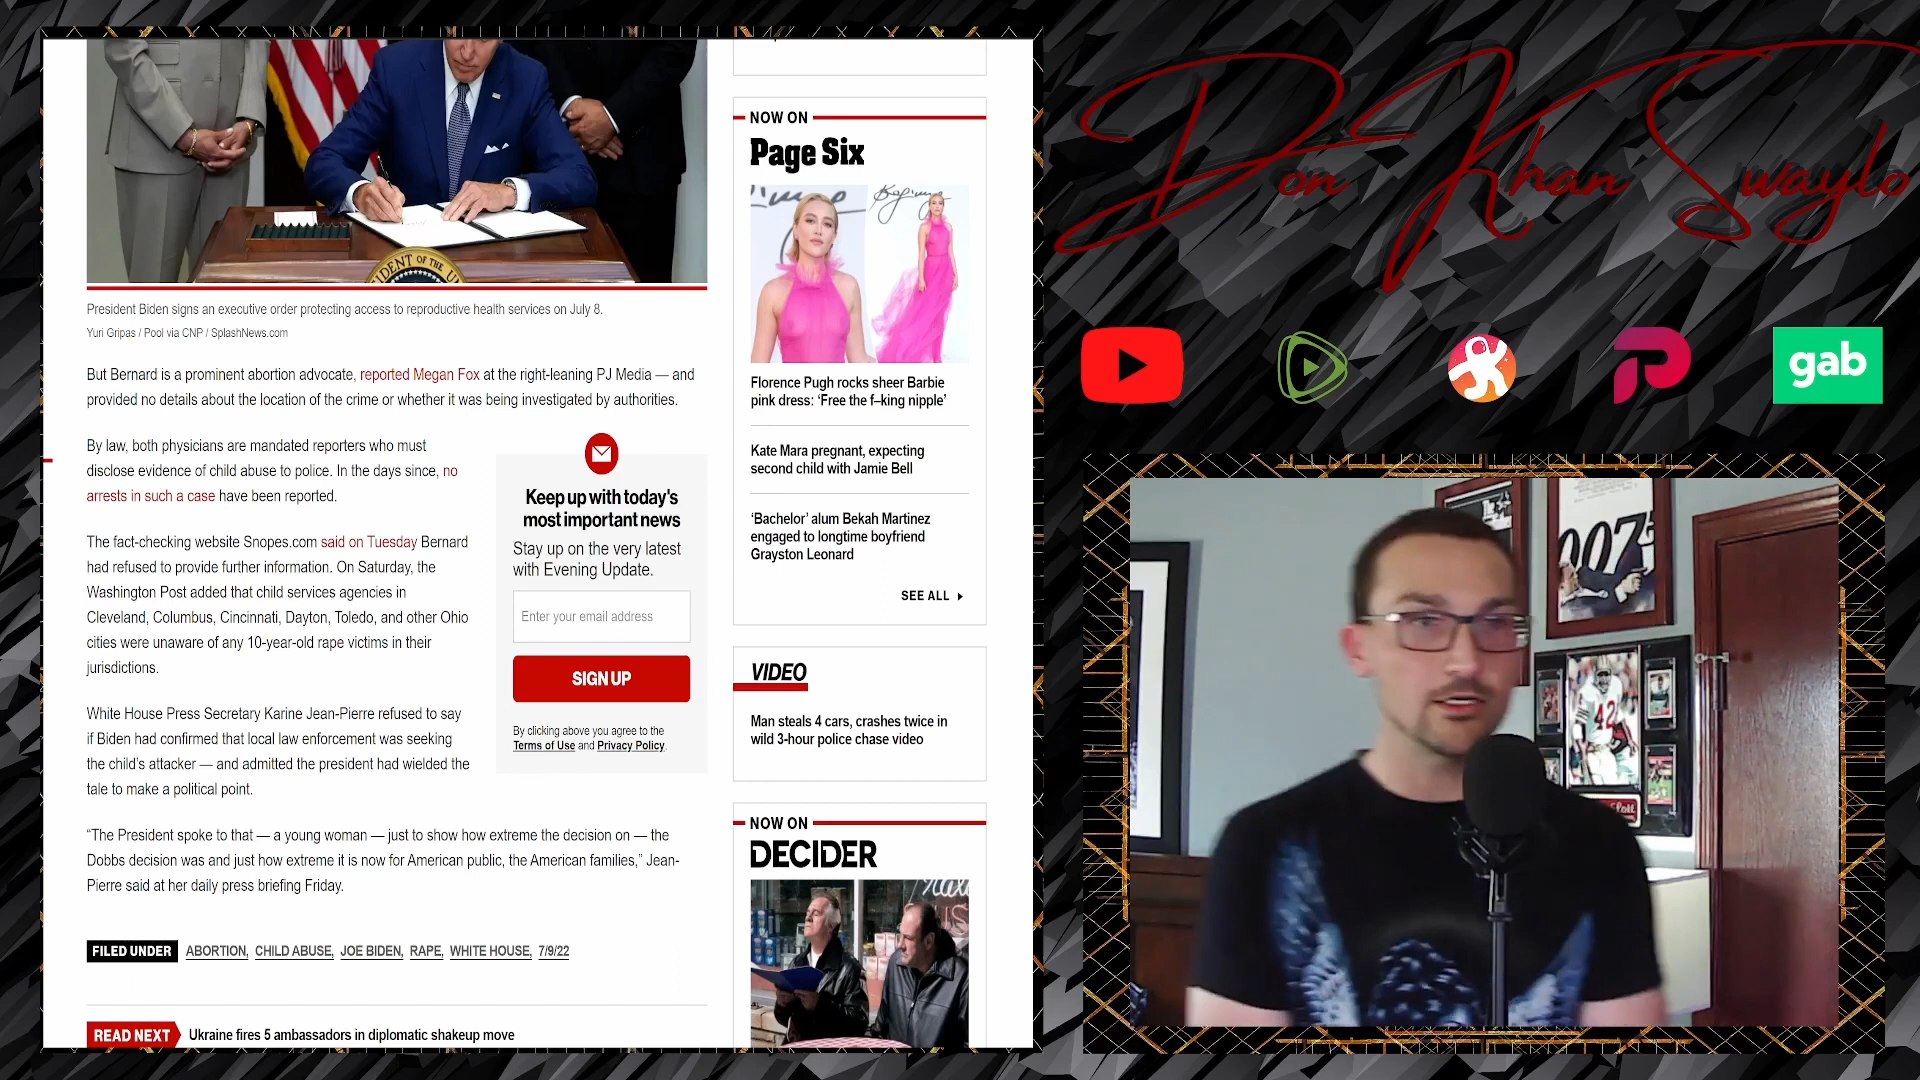 Don Khan Swaylo
gab
DENT OF THE U
President Biden signs an executive order protecting access to reproductive health services on July 8.
Yuri Gripas / Pool via CNP / SplashNews.com
But Bernard is a prominent abortion advocate, reported Megan Fox at the right-leaning PJ Media — and
provided no details about the location of the crime or whether it was being investigated by authorities.
By law, both physicians are mandated reporters who must
disclose evidence of child abuse to police. In the days since, no
arrests in such a case have been reported.
The fact-checking website Snopes.com said on Tuesday Bernard
had refused to provide further information. On Saturday, the
Washington Post added that child services agencies in
Cleveland, Columbus, Cincinnati, Dayton, Toledo, and other Ohio
cities were unaware of any 10-year-old rape victims in their
jurisdictions.
White House Press Secretary Karine Jean-Pierre refused to say
if Biden had confirmed that local law enforcement was seeking
the child's attacker — and admitted the president had wielded the
tale to make a political point.
“The President spoke to that — a young woman — just to show how extreme the decision on — the
Dobbs decision was and just how extreme it is now for American public, the American families,” Jean-
Pierre said at her daily press briefing Friday.
FILED UNDER ABORTION, CHILD ABUSE, JOE BIDEN, RAPE, WHITE HOUSE, 7/9/22
READ NEXT Ukraine fires 5 ambassadors in diplomatic shakeup move
Keep up with today's
most important news
Stay up on the very latest
with Evening Update.
Enter your email address
SIGN UP
By clicking above you agree to the
Terms of Use and Privacy Policy.
NOW ON
Page Six
Florence Pugh rocks sheer Barbie
pink dress: ‘Free the f–king nipple’
Kate Mara pregnant, expecting
second child with Jamie Bell
‘Bachelor’ alum Bekah Martinez
engaged to longtime boyfriend
Grayston Leonard
SEE ALL
VIDEO
Man steals 4 cars, crashes twice in
wild 3-hour police chase video
NOW ON
DECIDER
007
42